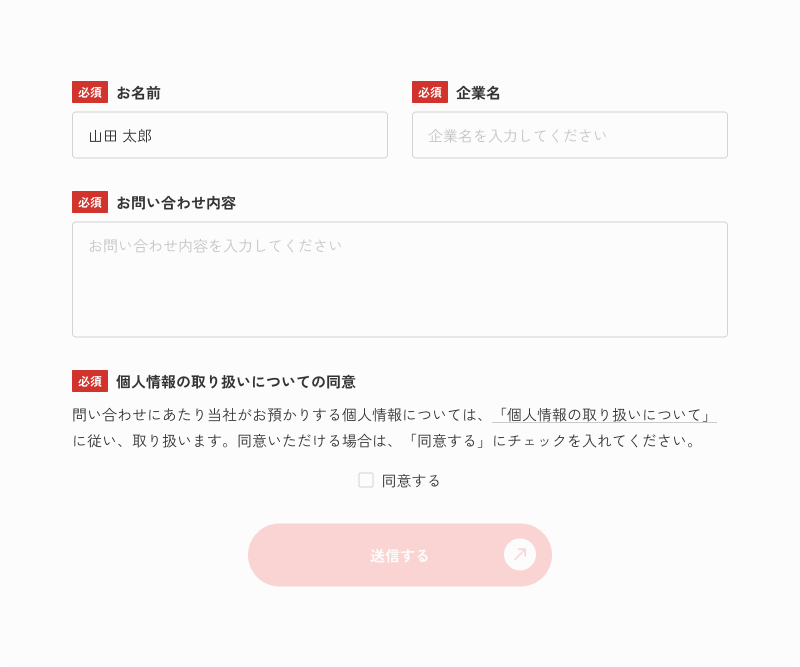 必須 お名前
山田 太郎
必須 企業名
企業名を入力してください
必須 お問い合わせ内容
お問い合わせ内容を入力してください
必須 個人情報の取り扱いについての同意
問い合わせにあたり当社がお預かりする個人情報については、「個人情報の取り扱いについて」
に従い、取り扱います。同意いただける場合は、「同意する」にチェックを入れてください。
同意する
送信する